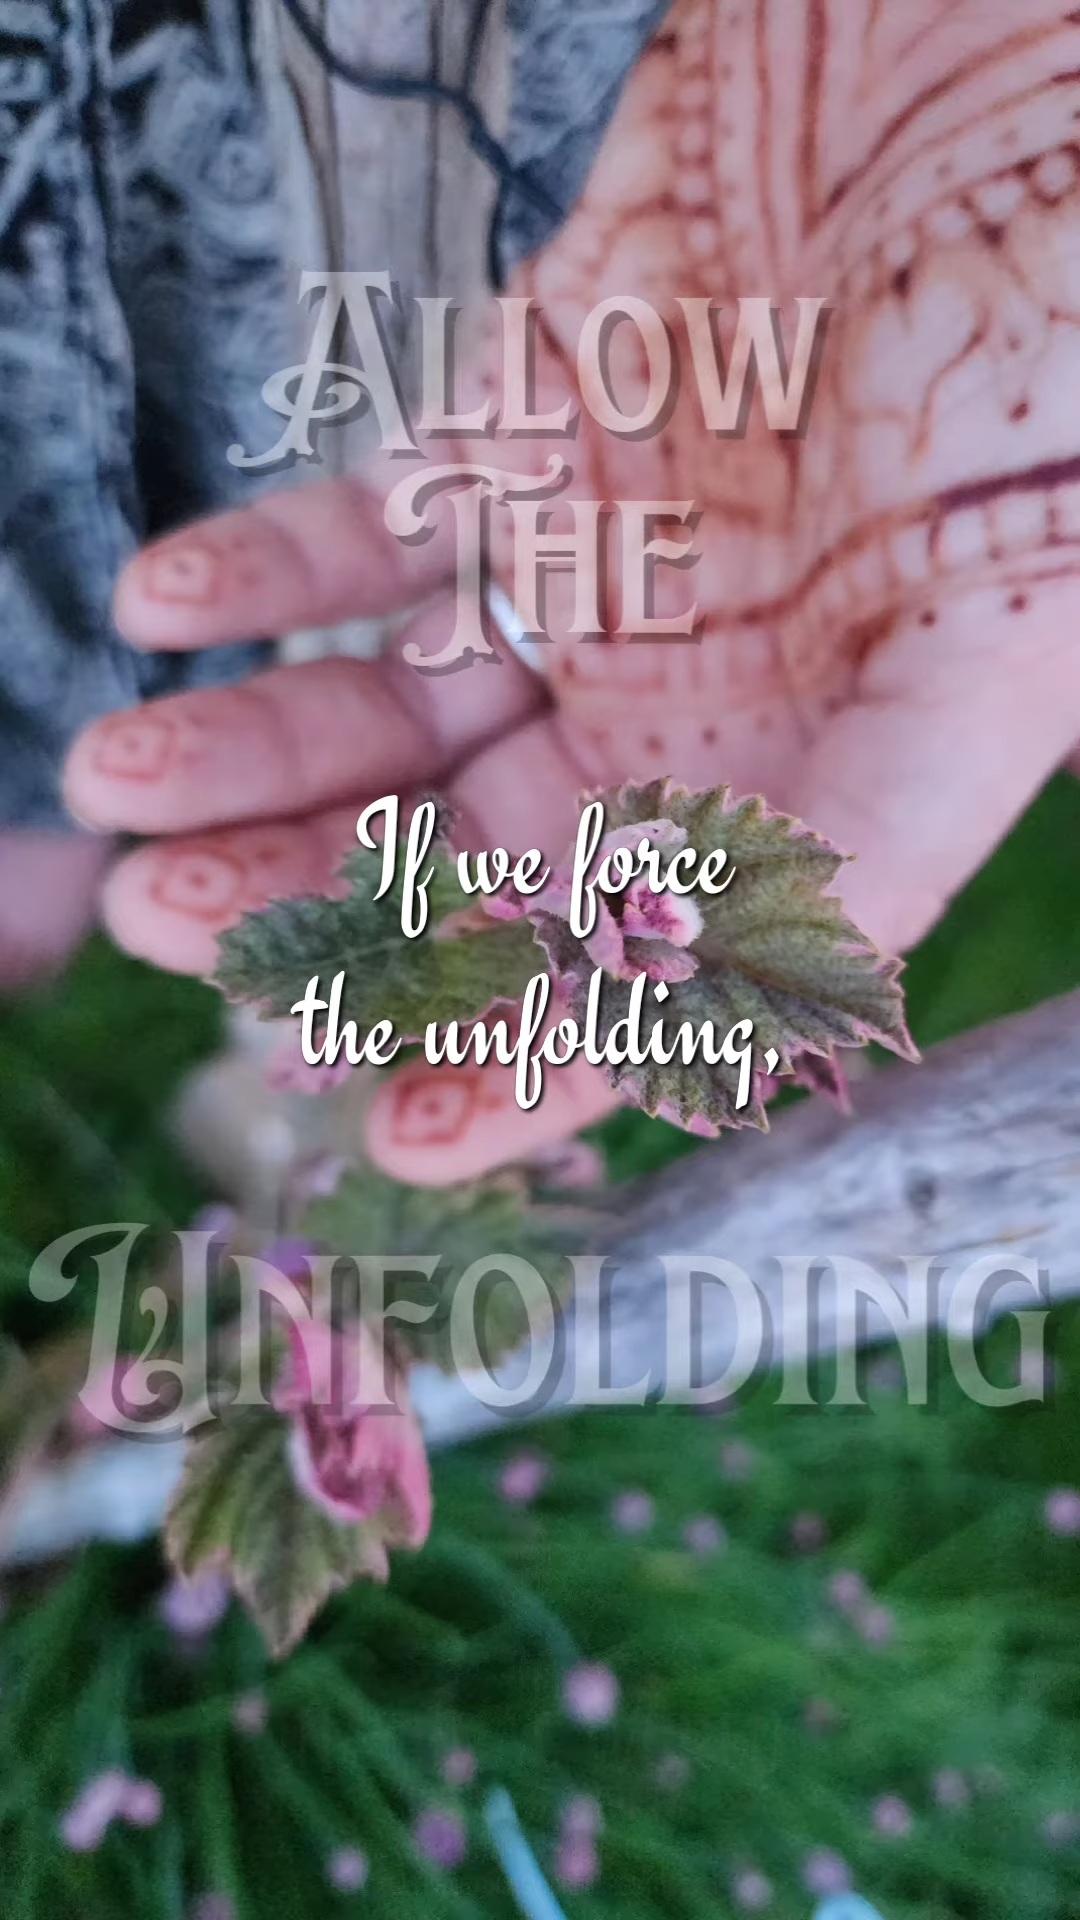 Allow
The
If we force
the unfolding,
Unfolding